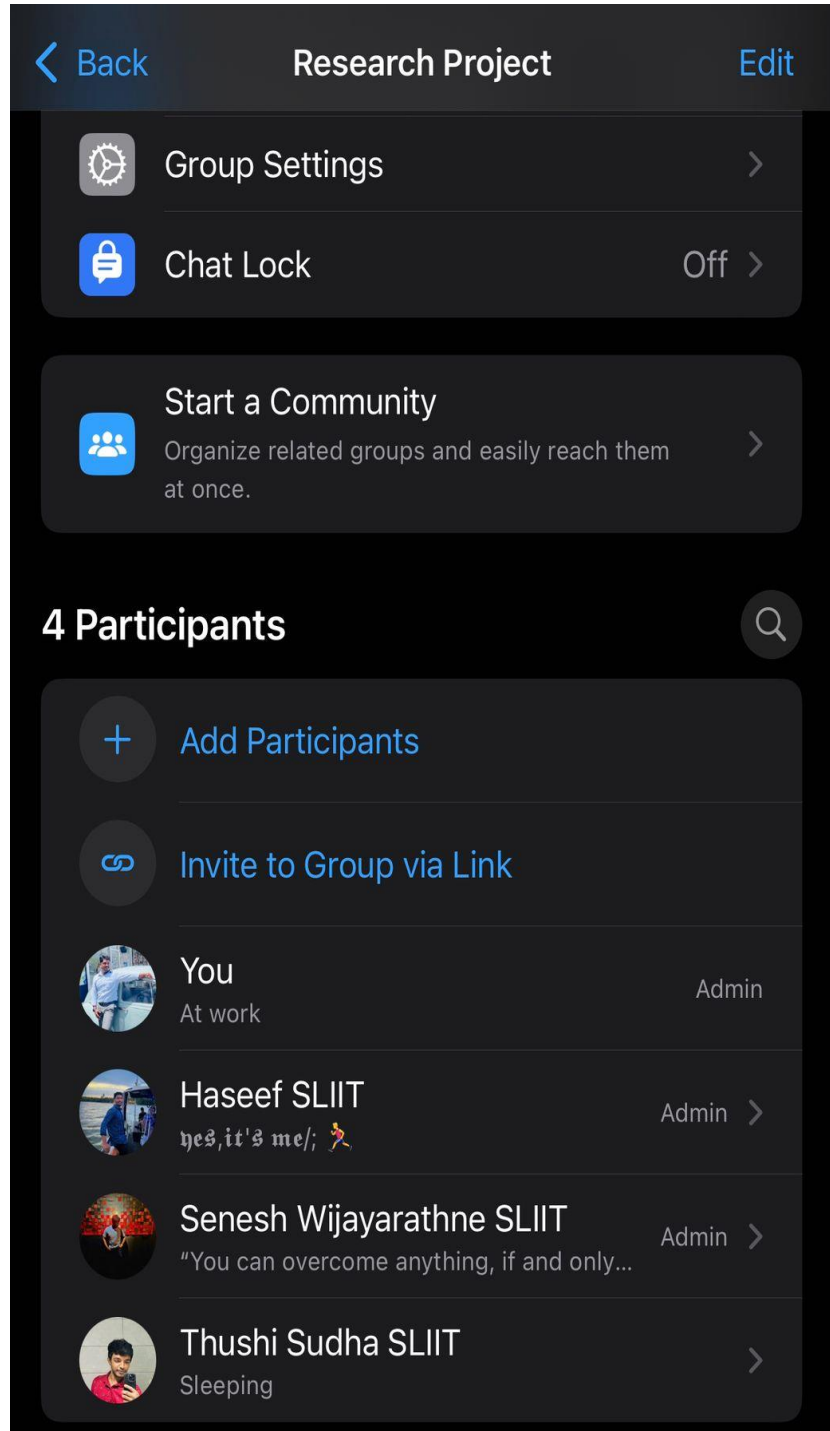 Back Research Project Edit
Group Settings
Chat Lock Off
Start a Community
Organize related groups and easily reach them
at once.
4 Participants
Add Participants
Invite to Group via Link
You
At work
Admin
Haseef SLIIT
𝖞𝖊𝖘,𝖎𝖙'𝖘 𝖒𝖊/; 🏃
Admin
Senesh Wijayarathne SLIIT
"You can overcome anything, if and only...
Admin
Thushi Sudha SLIIT
Sleeping